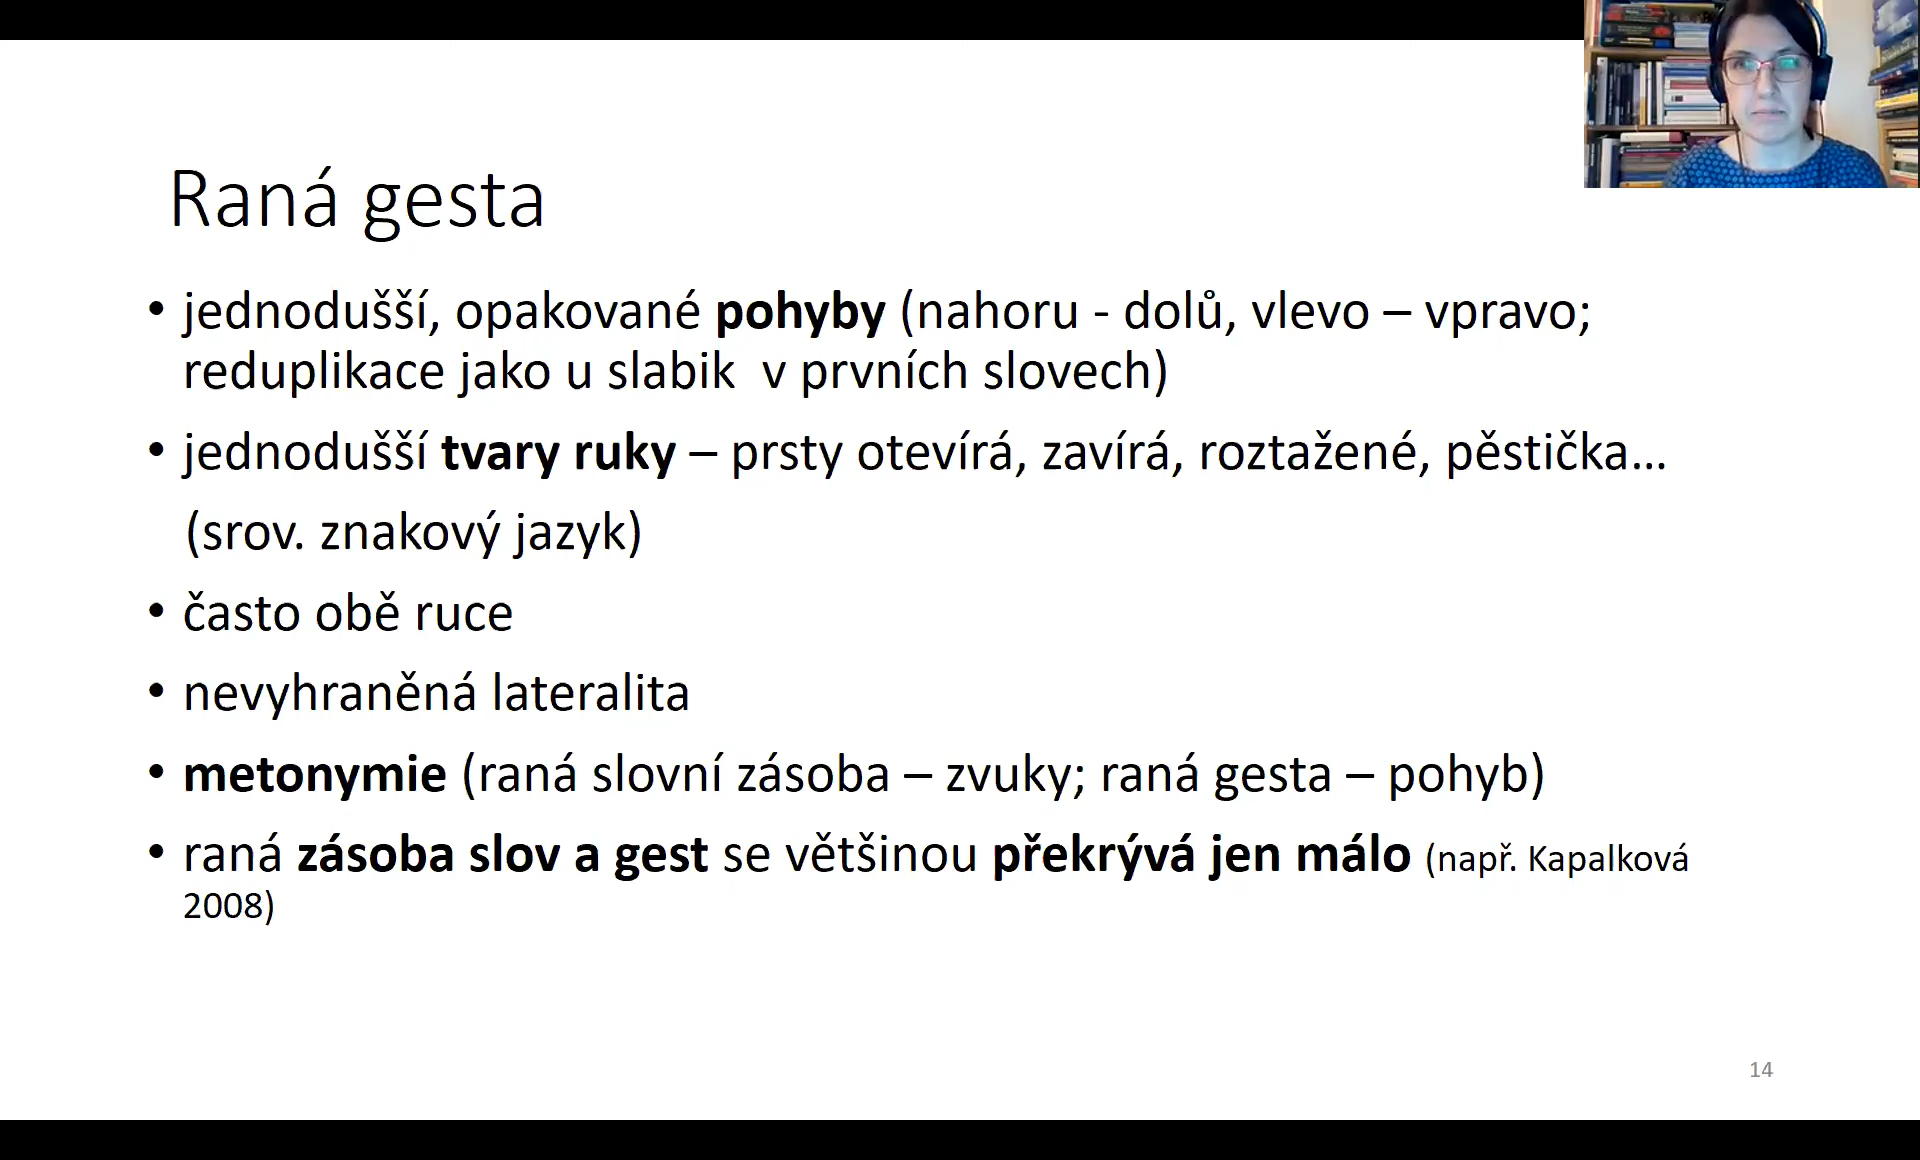 Raná gesta
• jednodušší, opakované pohyby (nahoru - dolů, vlevo – vpravo;
reduplikace jako u slabik  v prvních slovech)
• jednodušší tvary ruky – prsty otevírá, zavírá, roztažené, pěstička…
(srov. znakový jazyk)
• často obě ruce
• nevyhraněná lateralita
• metonymie (raná slovní zásoba – zvuky; raná gesta – pohyb)
• raná zásoba slov a gest se většinou překrývá jen málo (např. Kapalková
2008)
14